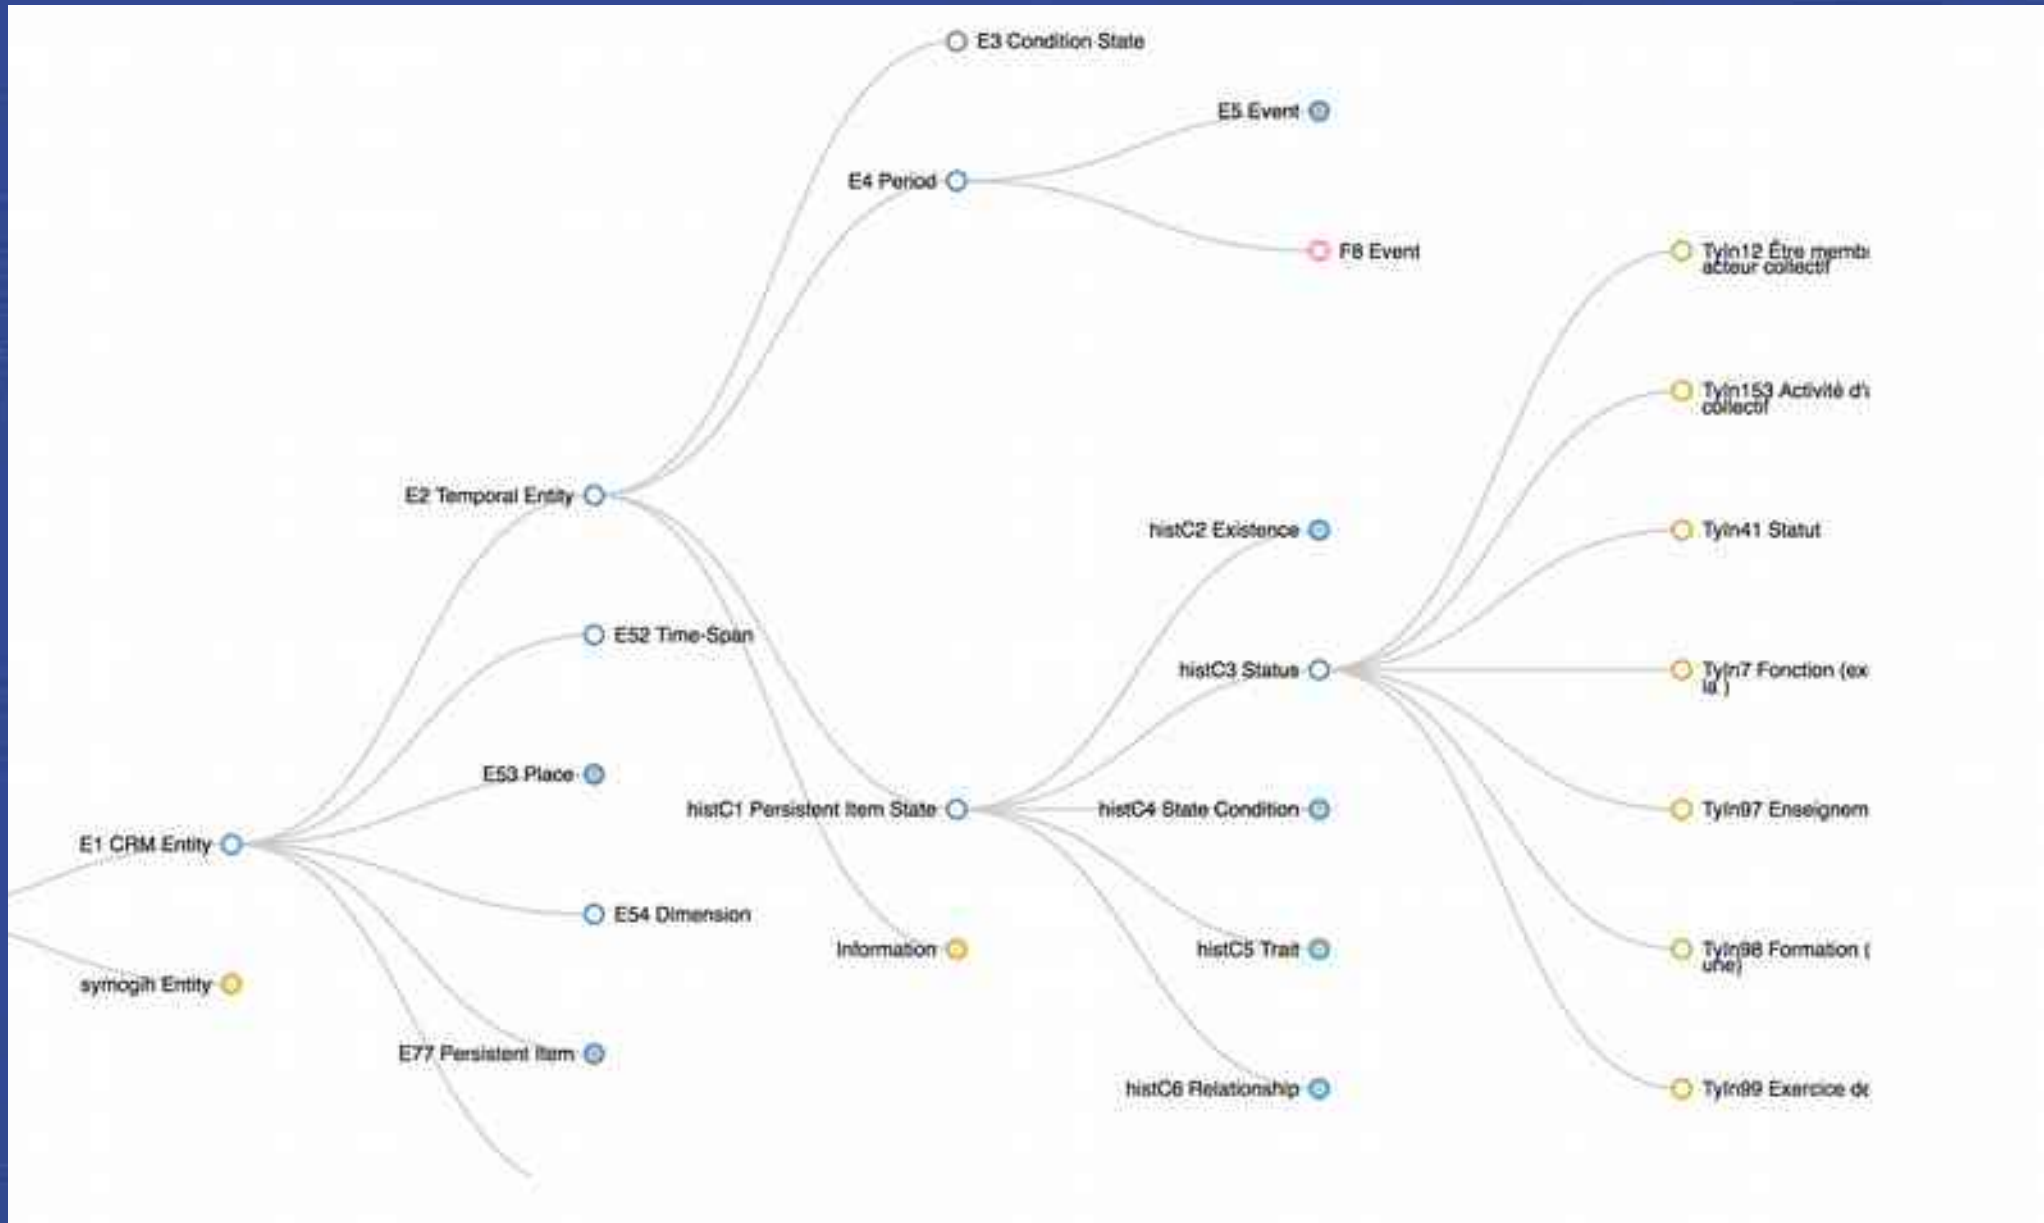 E3 Condition State
E5 Event
E4 Period
F8 Event
TyIn12 Être memb
acteur collectif
TyIn153 Activité d'
collectif
E2 Temporal Entity
histC2 Existence
TyIn41 Statut
E52 Time-Span
histC3 Status
TyIn7 Fonction (ex
la )
E53 Place
histC1 Persistent Item State
histC4 State Condition
TyIn97 Enseignem
E1 CRM Entity
E54 Dimension
Information
histC5 Trait
TyIn98 Formation (
une)
symogih Entity
E77 Persistent Item
histC6 Relationship
TyIn99 Exercice de